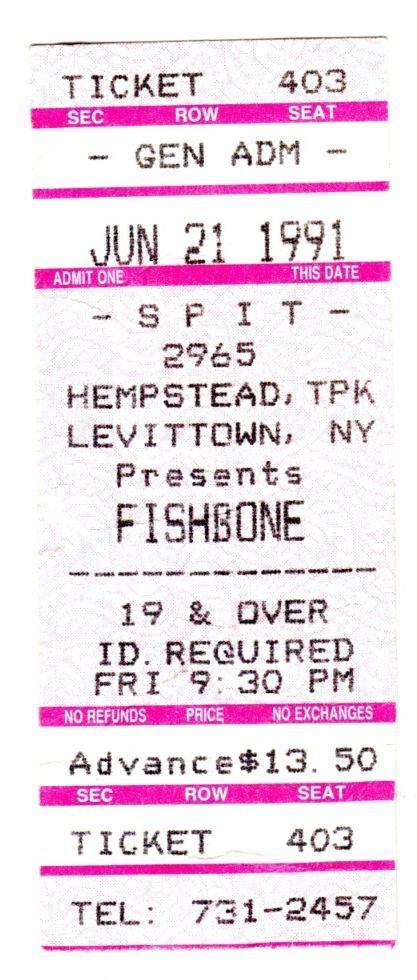 TICKET 403
SEC ROW SEAT
- GEN ADM -
JUN 21 1991
ADMIT ONE THIS DATE
- S P I T -
2965
HEMPSTEAD, TPK
LEVITTOWN, NY
Presents
FISHBONE
19 & OVER
ID. REQUIRED
FRI 9:30 PM
NO REFUNDS PRICE NO EXCHANGES
Advance$13.50
SEC ROW SEAT
TICKET 403
TEL: 731-2457